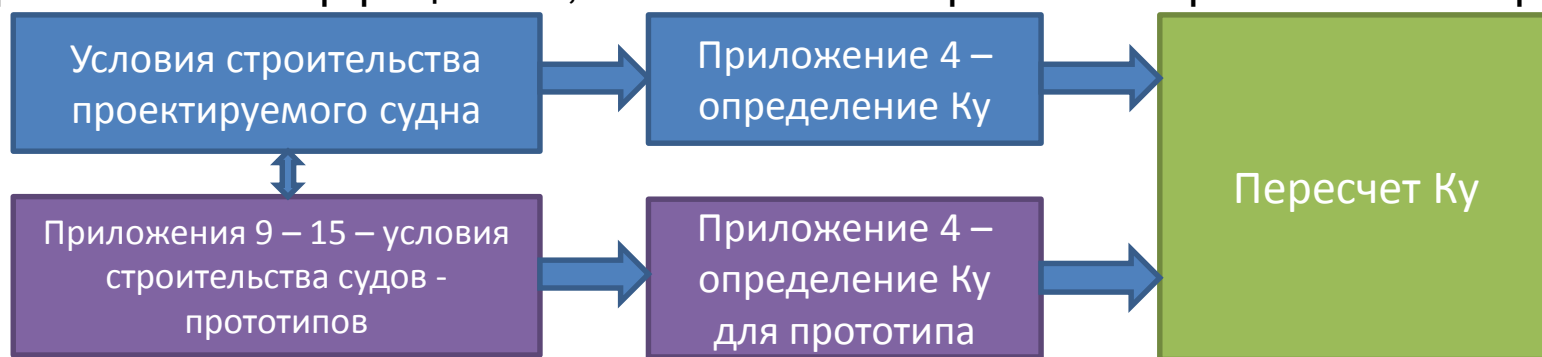 Условия строительства
проектируемого судна
Приложение 4 –
определение Ку
Приложения 9 – 15 – условия
строительства судов -
прототипов
Приложение 4 –
определение Ку
для прототипа
Пересчет Ку